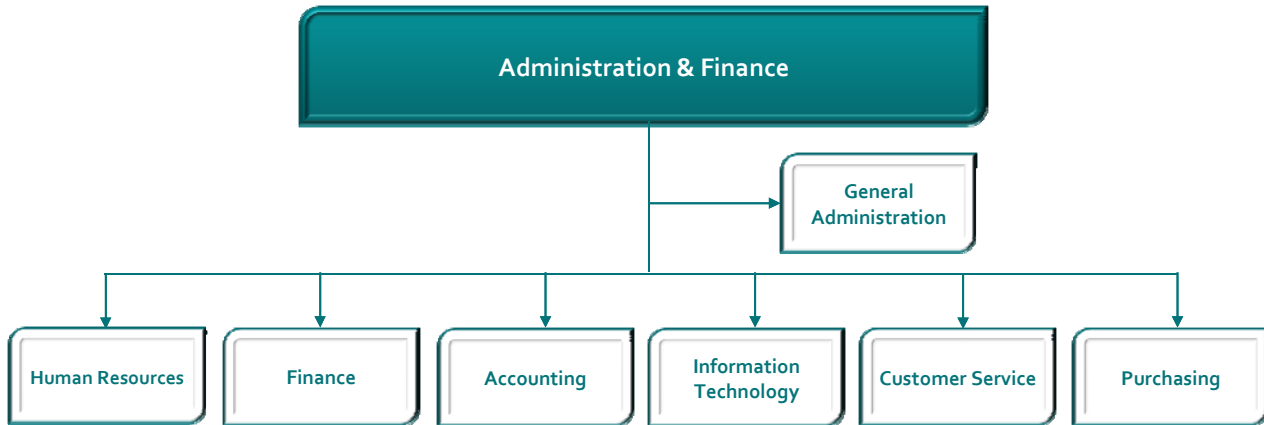 Administration & Finance
General
Administration
Human Resources
Finance
Accounting
Information
Technology
Customer Service
Purchasing